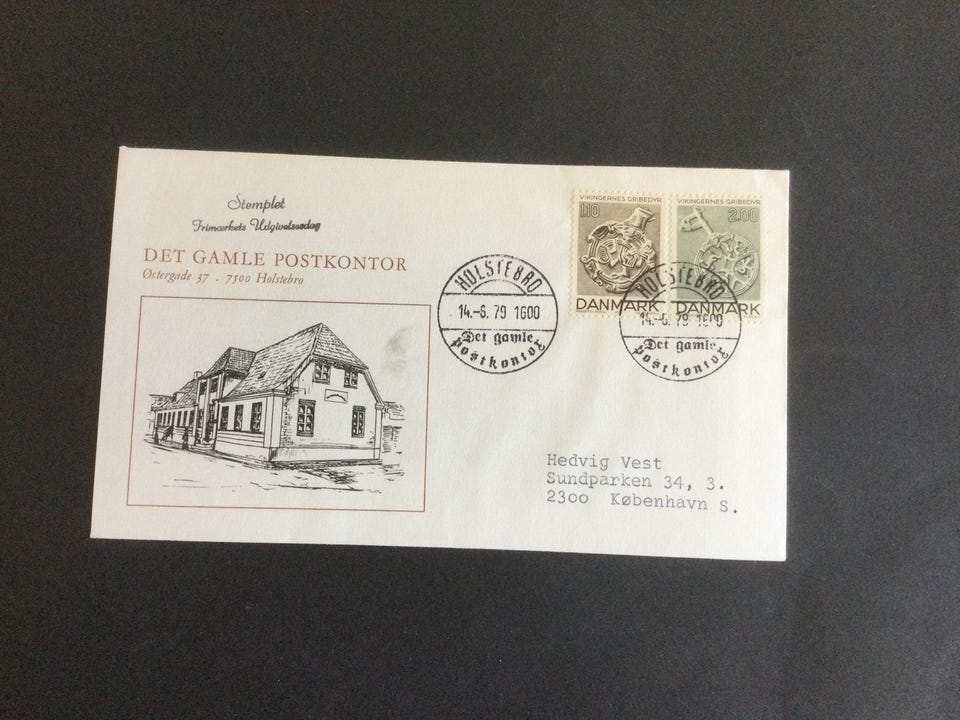 Stemplet
Frimærkets Udgivelsesdag
DET GAMLE POSTKONTOR
Østergade 37 . 7500 Holstebro
HOLSTEBRO
14.-6. 79 1600
Det gamle
postkontor
VIKINGERNES GRIBEDYR
110
DANMARK
VIKINGERNES GRIBEDYR
2.00
DANMARK
HOLSTEBRO
14.-6. 79 1600
Det gamle
postkontor
Hedvig Vest
Sundparken 34, 3.
2300 København S.